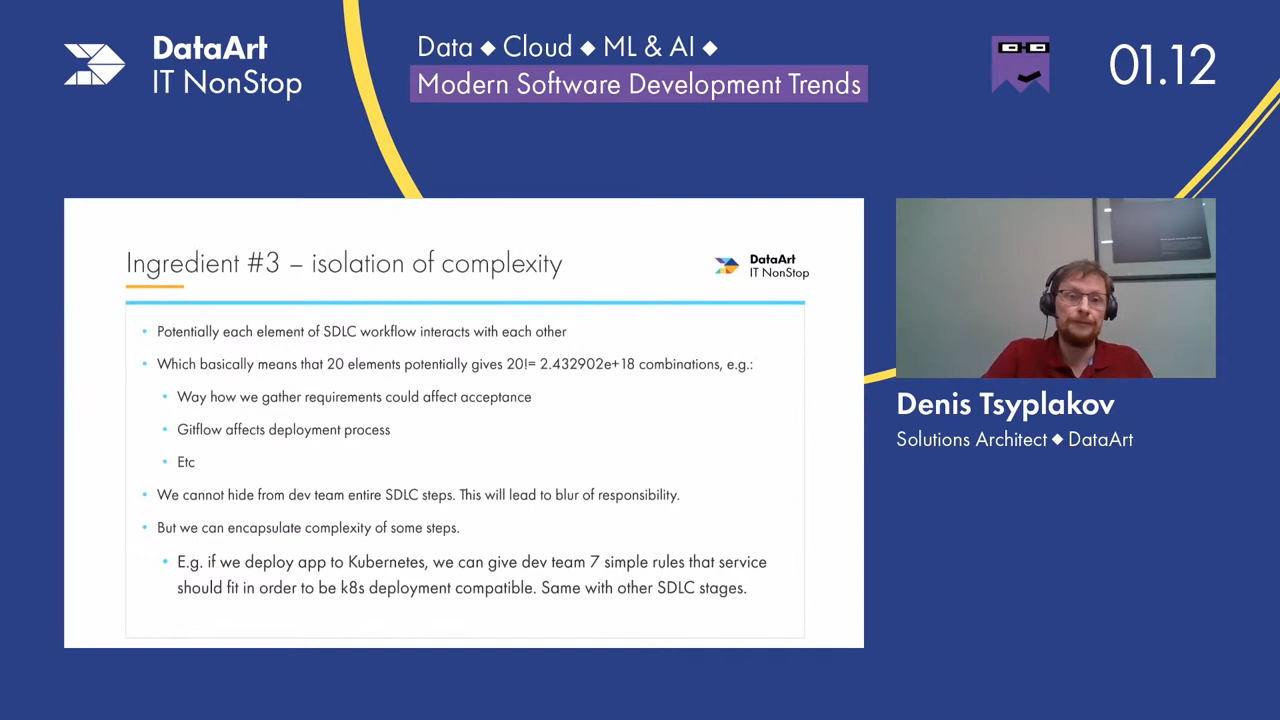 DataArt
IT NonStop
Data ◆ Cloud ◆ ML & AI ◆
Modern Software Development Trends
01.12
Ingredient #3 – isolation of complexity
DataArt
IT NonStop
• Potentially each element of SDLC workflow interacts with each other
• Which basically means that 20 elements potentially gives 20!= 2.432902e+18 combinations, e.g.:
• Way how we gather requirements could affect acceptance
• Gitflow affects deployment process
• Etc
• We cannot hide from dev team entire SDLC steps. This will lead to blur of responsibility.
• But we can encapsulate complexity of some steps.
• E.g. if we deploy app to Kubernetes, we can give dev team 7 simple rules that service
should fit in order to be k8s deployment compatible. Same with other SDLC stages.
Denis Tsyplakov
Solutions Architect ◆ DataArt